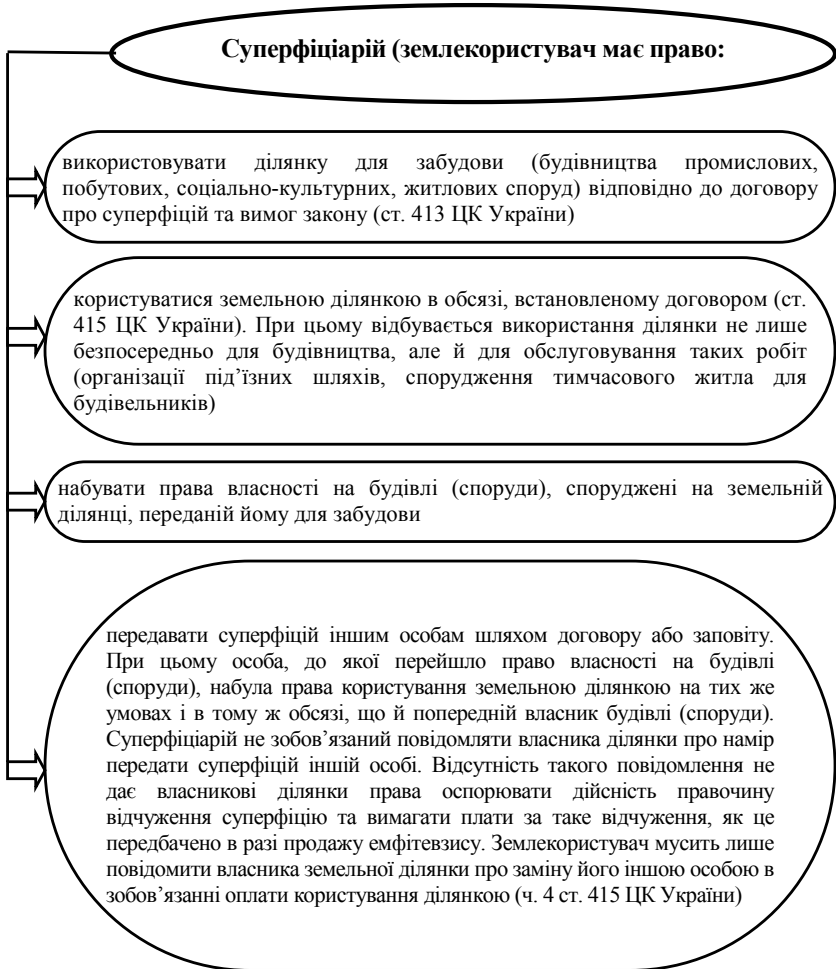 Суперфіціарій (землекористувач має право:
використовувати ділянку для забудови (будівництва промислових,
побутових, соціально-культурних, житлових споруд) відповідно до договору
про суперфіцій та вимог закону (ст. 413 ЦК України)
користуватися земельною ділянкою в обсязі, встановленому договором (ст.
415 ЦК України). При цьому відбувається використання ділянки не лише
безпосередньо для будівництва, але й для обслуговування таких робіт
(організації під’їзних шляхів, спорудження тимчасового житла для
будівельників)
набувати права власності на будівлі (споруди), споруджені на земельній
ділянці, переданій йому для забудови
передавати суперфіцій іншим особам шляхом договору або заповіту.
При цьому особа, до якої перейшло право власності на будівлі
(споруди), набула права користування земельною ділянкою на тих же
умовах і в тому ж обсязі, що й попередній власник будівлі (споруди).
Суперфіціарій не зобов’язаний повідомляти власника ділянки про намір
передати суперфіцій іншій особі. Відсутність такого повідомлення не
дає власникові ділянки права оспорювати дійсність правочину
відчуження суперфіцію та вимагати плати за таке відчуження, як це
передбачено в разі продажу емфітевзису. Землекористувач мусить лише
повідомити власника земельної ділянки про заміну його іншою особою в
зобов’язанні оплати користування ділянкою (ч. 4 ст. 415 ЦК України)